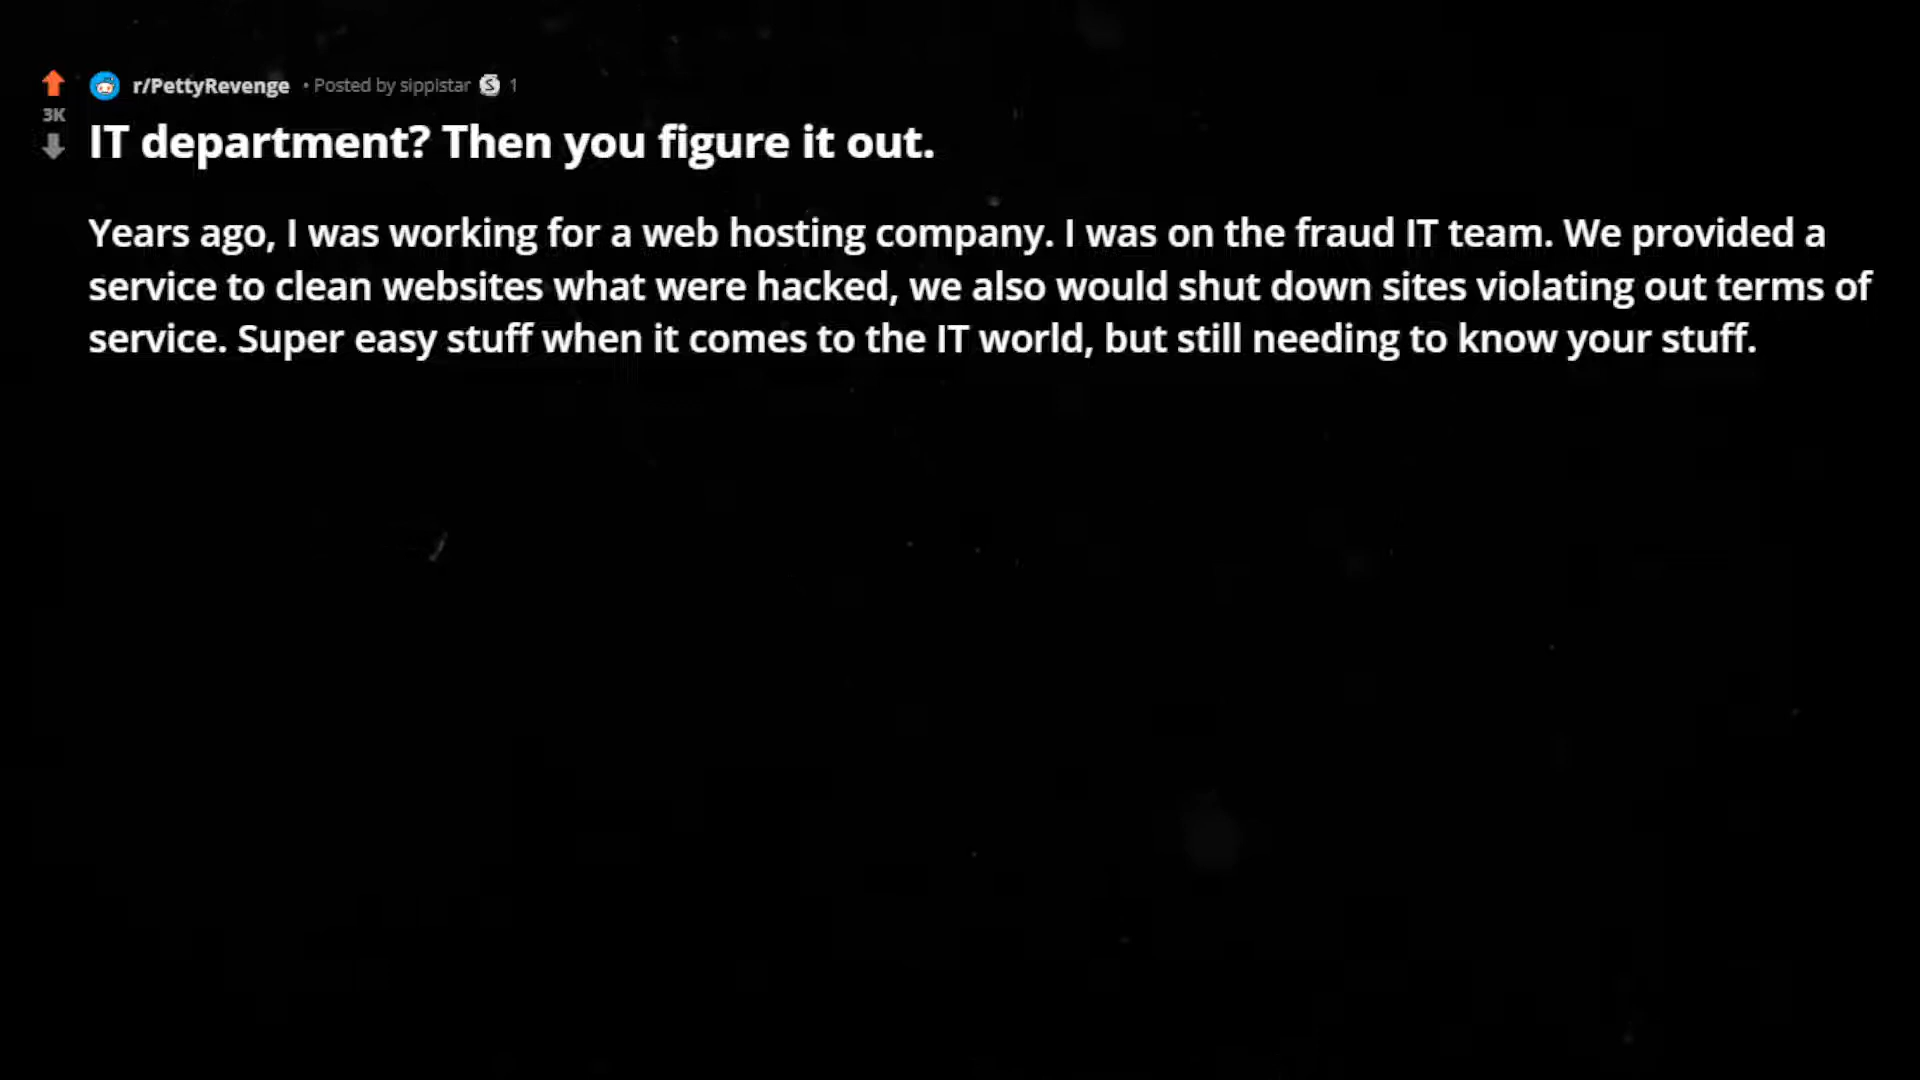 r/PettyRevenge • Posted by sippistar S 1
3K
IT department? Then you figure it out.
Years ago, I was working for a web hosting company. I was on the fraud IT team. We provided a
service to clean websites what were hacked, we also would shut down sites violating out terms of
service. Super easy stuff when it comes to the IT world, but still needing to know your stuff.